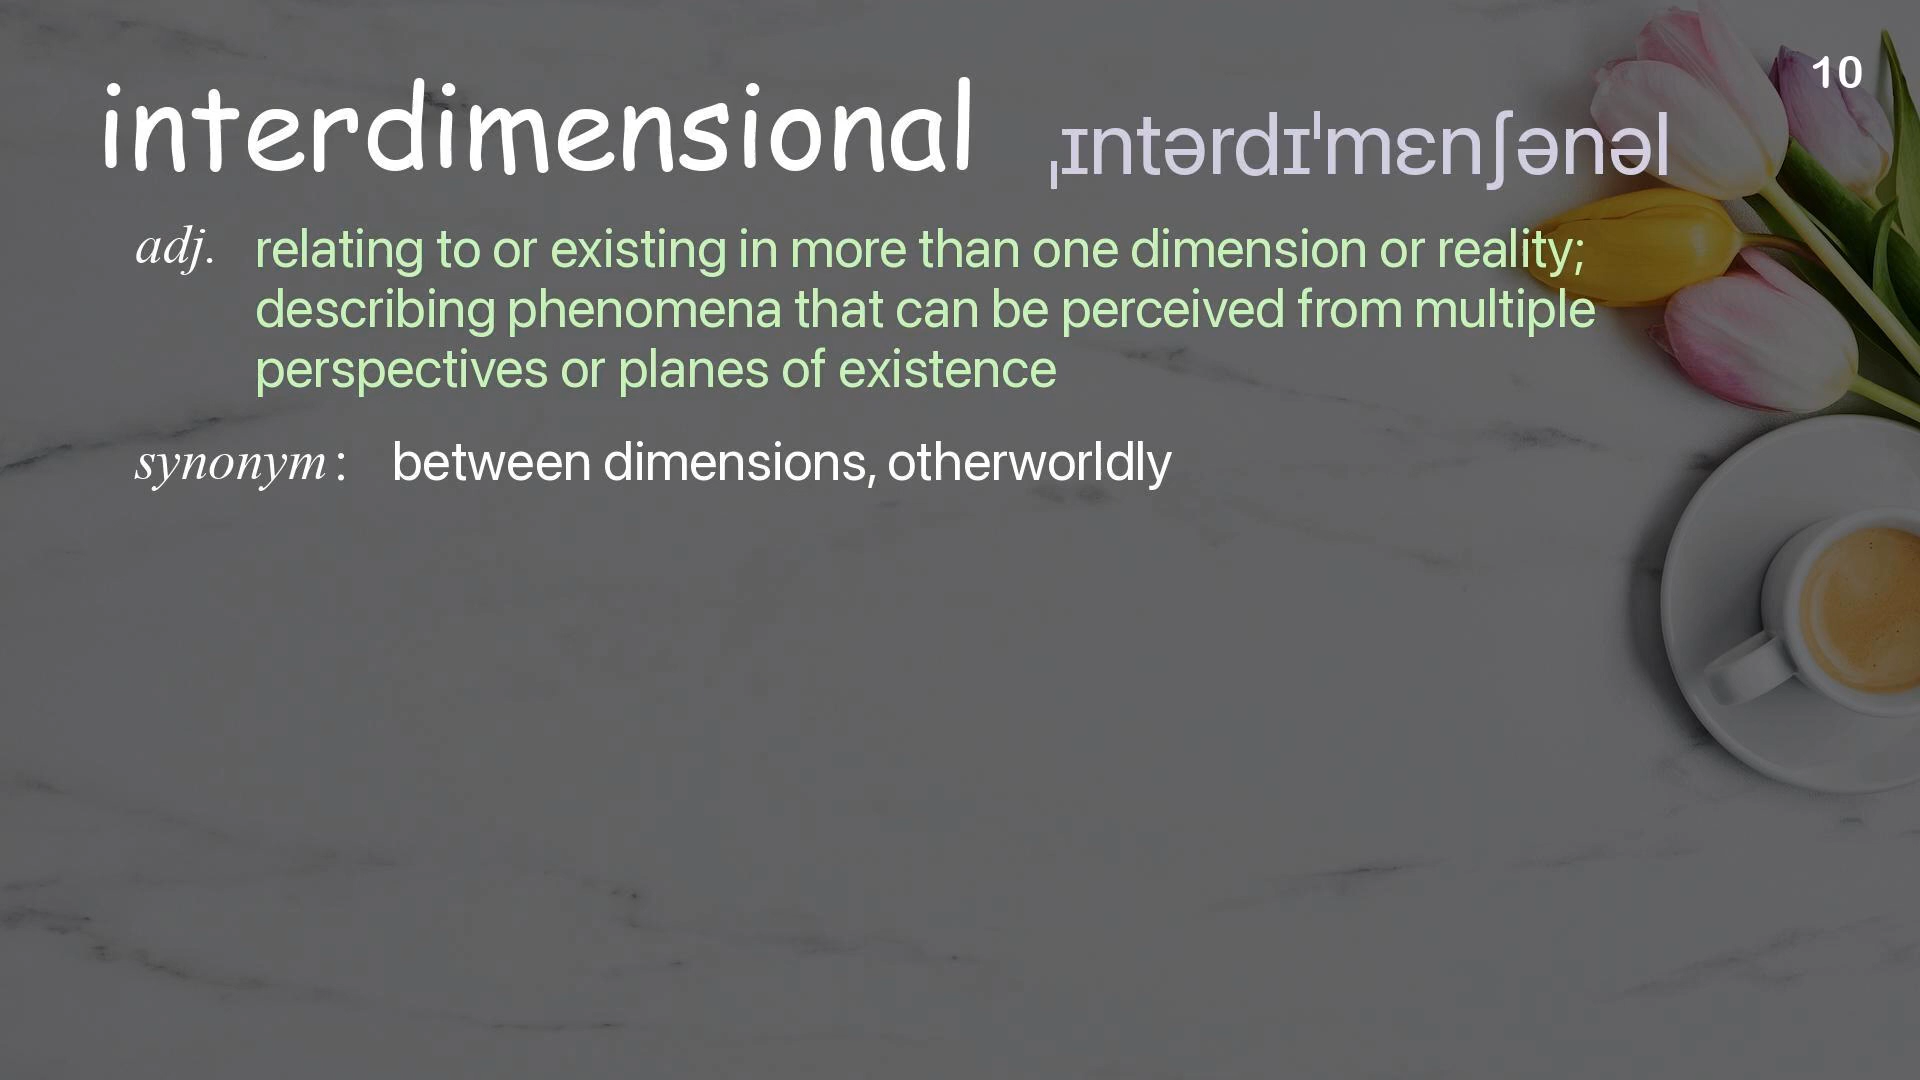 10
interdimensional ˌɪntərdɪˈmɛnʃənəl
adj. relating to or existing in more than one dimension or reality;
describing phenomena that can be perceived from multiple
perspectives or planes of existence
synonym: between dimensions, otherworldly